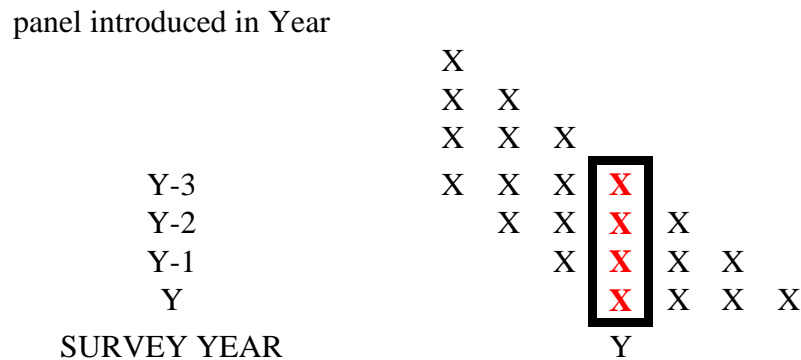 panel introduced in Year
X
X X
X X X
Y-3 X X X X
Y-2 X X X X
Y-1 X X X X
Y X X X X
SURVEY YEAR Y